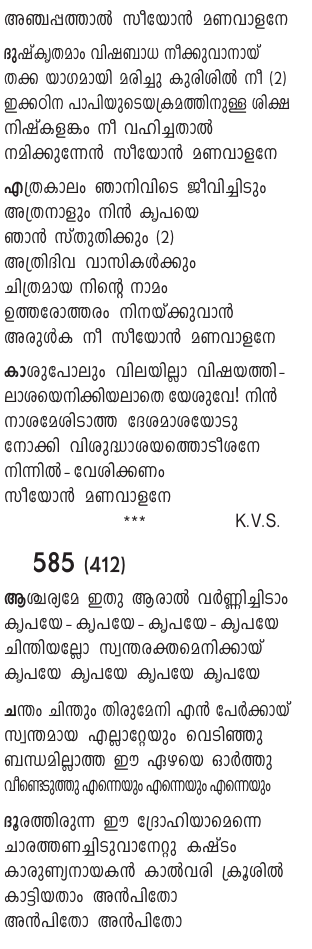 അഞ്ചപ്പത്താൽ സീയോൻ മണവാളനേ
ദുഷ്കൃതമാം വിഷബാധ നീക്കുവാനായ്
തക്ക യാഗമായി മരിച്ചു കുരിശിൽ നീ (2)
ഇക്കഠിന പാപിയുടെയക്രമത്തിനുള്ള ശിക്ഷ
നിഷ്കളങ്കം നീ വഹിച്ചതാൽ
നമിക്കുന്നേൻ സീയോൻ മണവാളനേ
എത്രകാലം ഞാനിവിടെ ജീവിച്ചിടും
അത്രനാളും നിൻ കൃപയെ
ഞാൻ സ്തുതിക്കും (2)
അത്രിദിവ വാസികൾക്കും
ചിത്രമായ നിന്റെ നാമം
ഉത്തരോത്തരം നിനയ്ക്കുവാൻ
അരുൾക നീ സീയോൻ മണവാളനേ
കാശുപോലും വിലയില്ലാ വിഷയത്തി-
ലാശയെനിക്കിയലാതെ യേശുവേ! നിൻ
നാശമേശിടാത്ത ദേശമാശയോടു
നോക്കി വിശുദ്ധാശയത്തൊടീശനേ
നിന്നിൽ-വേശിക്കണം
സീയോൻ മണവാളനേ
*** K.V.S.
585 (412)
ആശ്ചര്യമേ ഇതു ആരാൽ വർണ്ണിച്ചിടാം
കൃപയേ-കൃപയേ-കൃപയേ-കൃപയേ
ചിന്തിയല്ലോ സ്വന്തരക്തമെനിക്കായ്
കൃപയേ കൃപയേ കൃപയേ കൃപയേ
ചന്തം ചിന്തും തിരുമേനി എൻ പേർക്കായ്
സ്വന്തമായ എല്ലാറ്റേയും വെടിഞ്ഞു
ബന്ധമില്ലാത്ത ഈ ഏഴയെ ഓർത്തു
വീണ്ടെടുത്തു എന്നെയും എന്നെയും എന്നെയും
ദൂരത്തിരുന്ന ഈ ദ്രോഹിയാമെന്നെ
ചാരത്തണച്ചിടുവാനേറ്റു കഷ്ടം
കാരുണ്യനായകൻ കാൽവരി ക്രൂശിൽ
കാട്ടിയതാം അൻപിതോ
അൻപിതോ അൻപിതോ